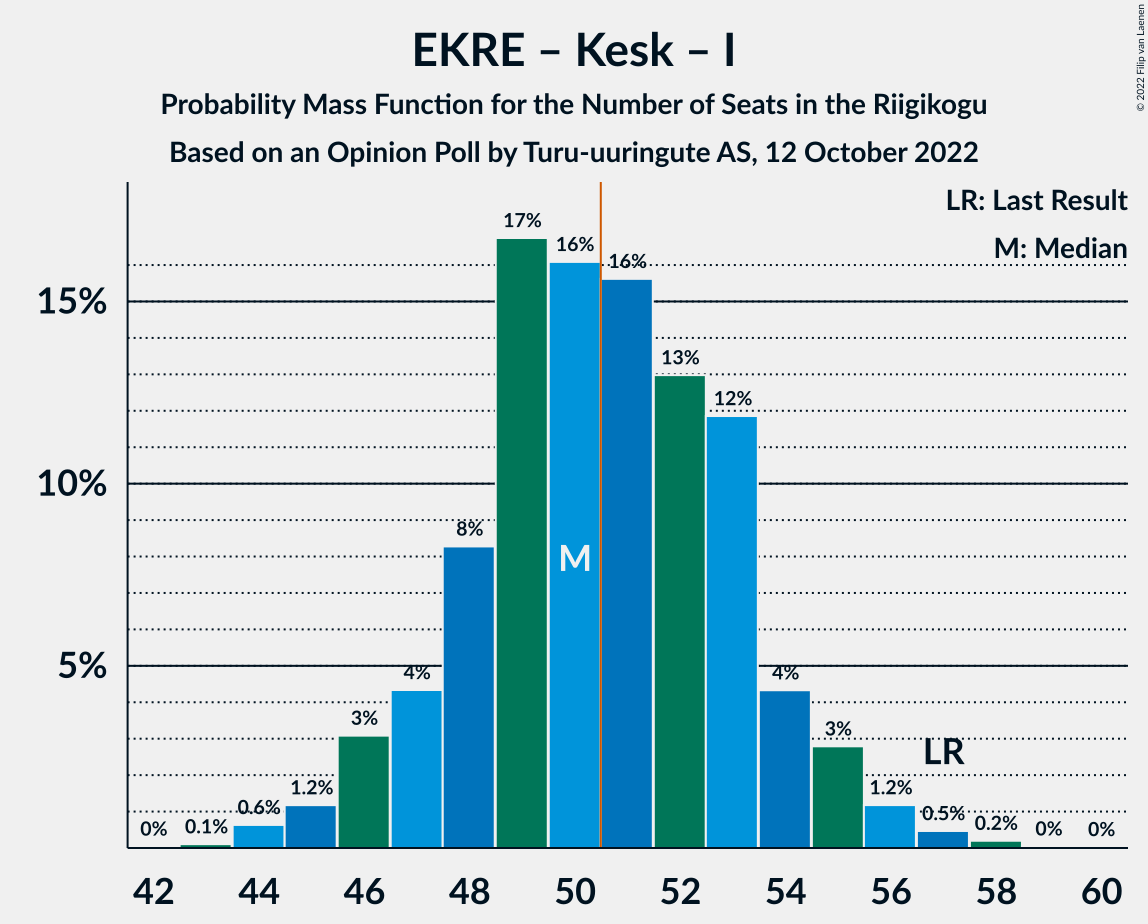 EKRE – Kesk – I
Probability Mass Function for the Number of Seats in the Riigikogu
Based on an Opinion Poll by Turu-uuringute AS, 12 October 2022
© 2022 Filip van Laenen
LR: Last Result
M: Median
15%
10%
5%
0%
0.1%
0.6%
1.2%
3%
4%
8%
17%
16%
16%
13%
12%
4%
3%
1.2%
0.5%
0.2%
0%
0%
M
LR
42 44 46 48 50 52 54 56 58 60